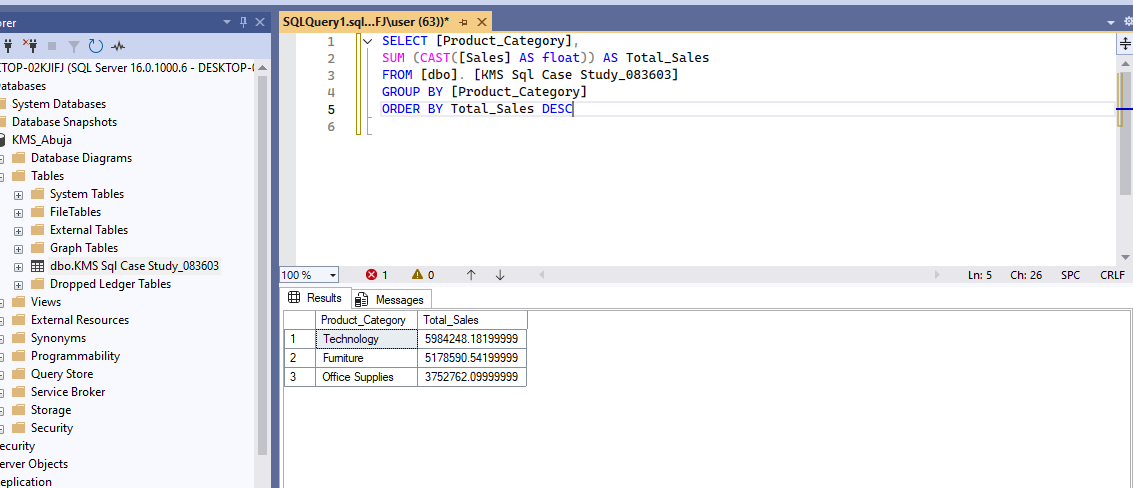 orer
SQLQuery1.sql...FJ\user (63))*
TOP-02KJIFJ (SQL Server 16.0.1000.6 - DESKTOP-0
atabases
System Databases
Database Snapshots
KMS_Abuja
Database Diagrams
Tables
System Tables
FileTables
External Tables
Graph Tables
dbo.KMS Sql Case Study_083603
Dropped Ledger Tables
Views
External Resources
Synonyms
Programmability
Query Store
Service Broker
Storage
Security
ecurity
erver Objects
eplication
1 SELECT [Product_Category],
2 SUM (CAST([Sales] AS float)) AS Total_Sales
3 FROM [dbo]. [KMS Sql Case Study_083603]
4 GROUP BY [Product_Category]
5 ORDER BY Total_Sales DESC
6
100 % 1 0 Ln: 5 Ch: 26 SPC CRLF
Results Messages
Product_Category Total_Sales
1 Technology 5984248.18199999
2 Furniture 5178590.54199999
3 Office Supplies 3752762.09999999